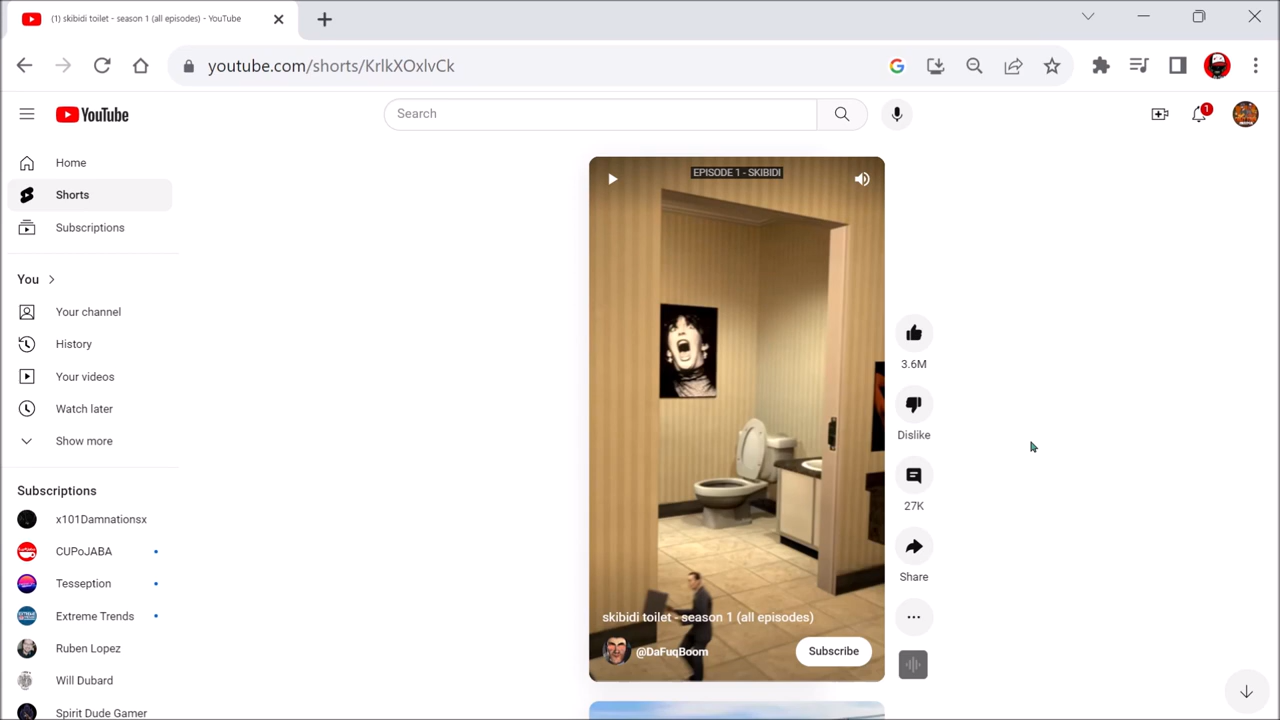 (1) skibidi toilet - season 1 (all episodes) - YouTube
youtube.com/shorts/KrlkXOxlvCk
YouTube
Search
1
Home
Shorts
Subscriptions
You
Your channel
History
Your videos
Watch later
Show more
Subscriptions
x101Damnationsx
CUPoJABA
Tesseption
Extreme Trends
Ruben Lopez
Will Dubard
Spirit Dude Gamer
EPISODE 1 - SKIBIDI
skibidi toilet - season 1 (all episodes)
@DaFuqBoom
Subscribe
3.6M
Dislike
27K
Share